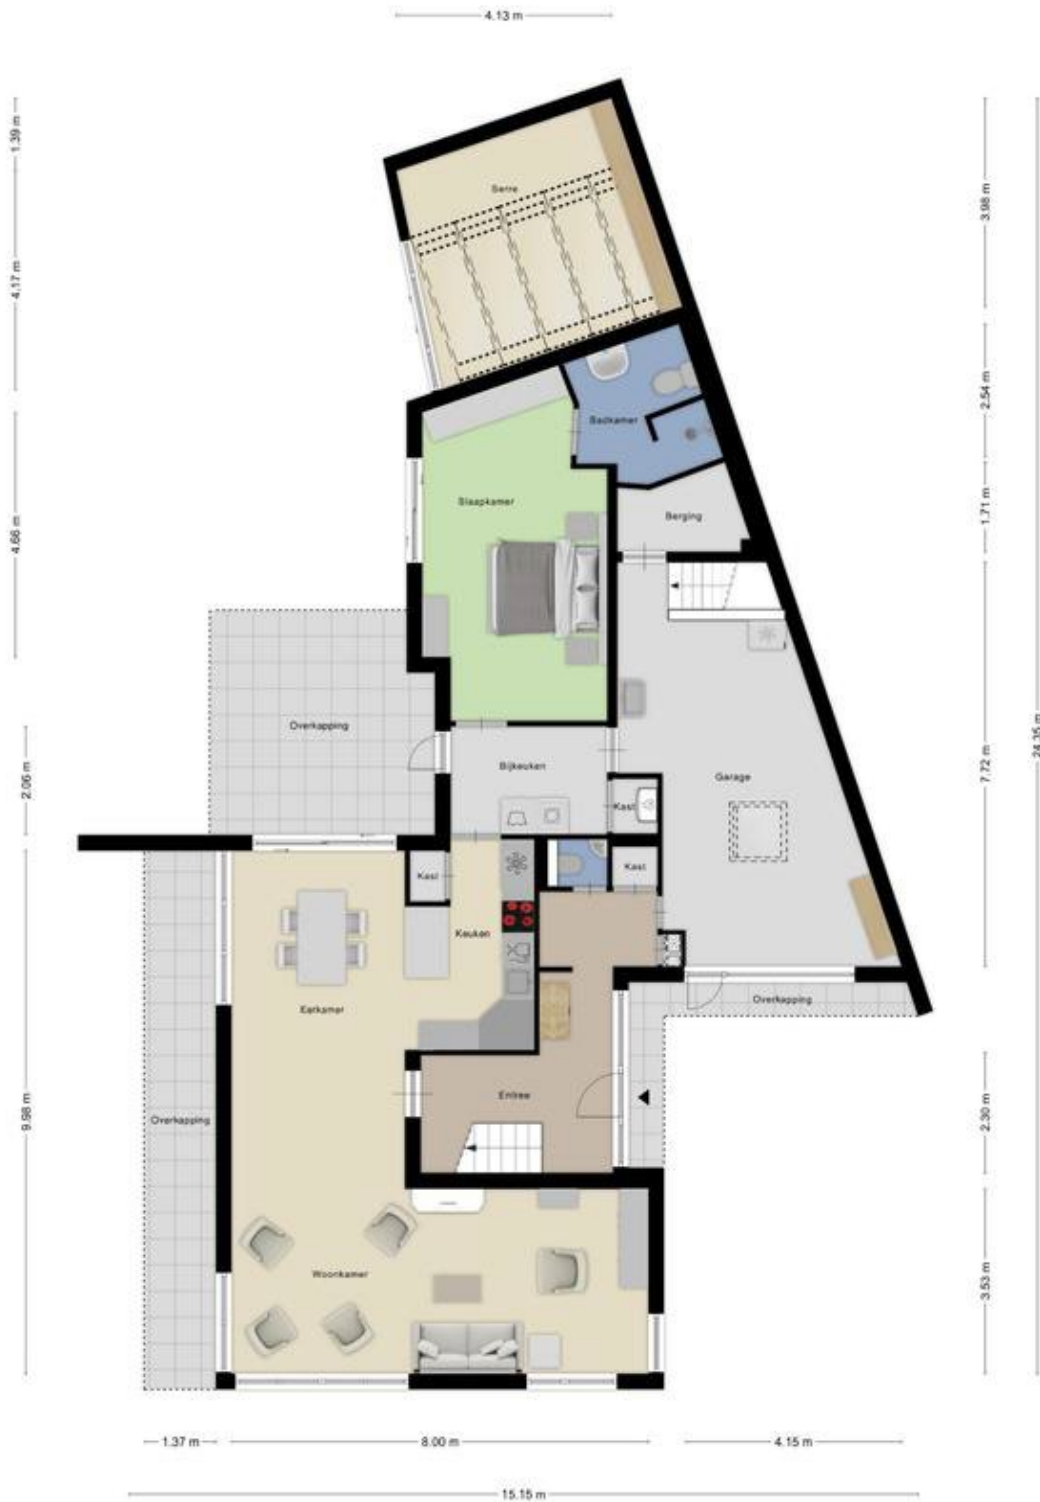 4.13 m
1.39 m
Serre
3.98 m
4.17 m
2.54 m
Badkamer
Slaapkamer
1.71 m
Berging
4.66 m
Overkapping
24.35 m
Bijkeuken
7.72 m
Garage
2.06 m
Kast
Kast
Kast
Keuken
Overkapping
Eetkamer
Entree
9.98 m
2.30 m
Overkapping
Woonkamer
3.53 m
1.37 m
8.00 m
4.15 m
15.15 m